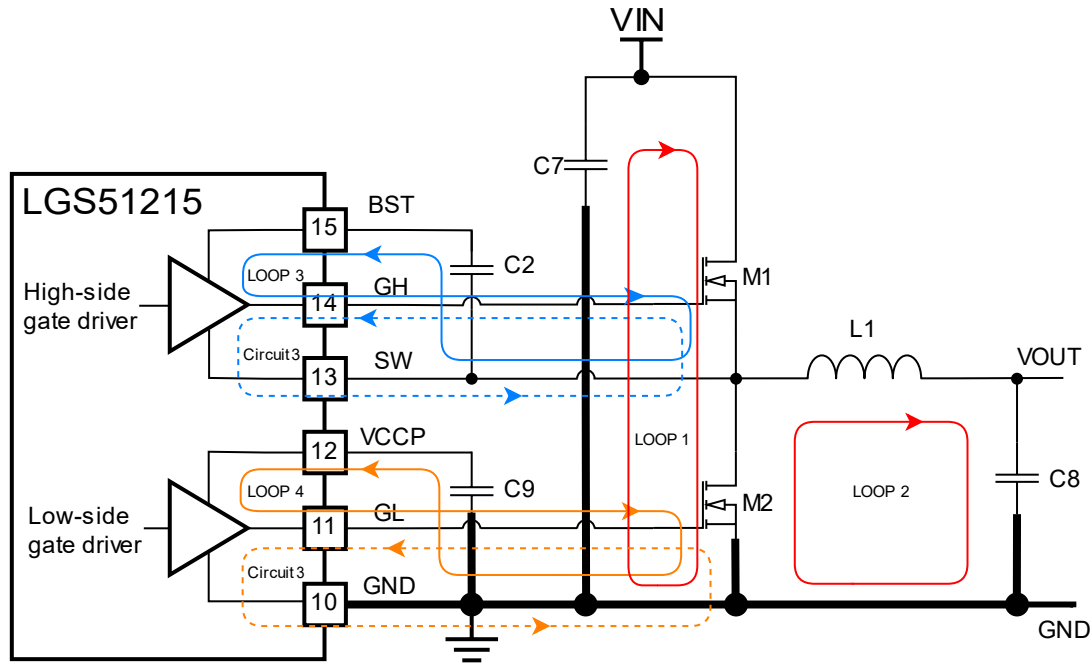 VIN
C7
LGS51215
15
BST
LOOP 3
C2
M1
High-side
gate driver
14
GH
Circuit3
13
SW
L1
VOUT
LOOP 1
12
VCCP
LOOP 4
C9
LOOP 2
C8
Low-side
gate driver
11
GL
M2
Circuit3
10
GND
GND